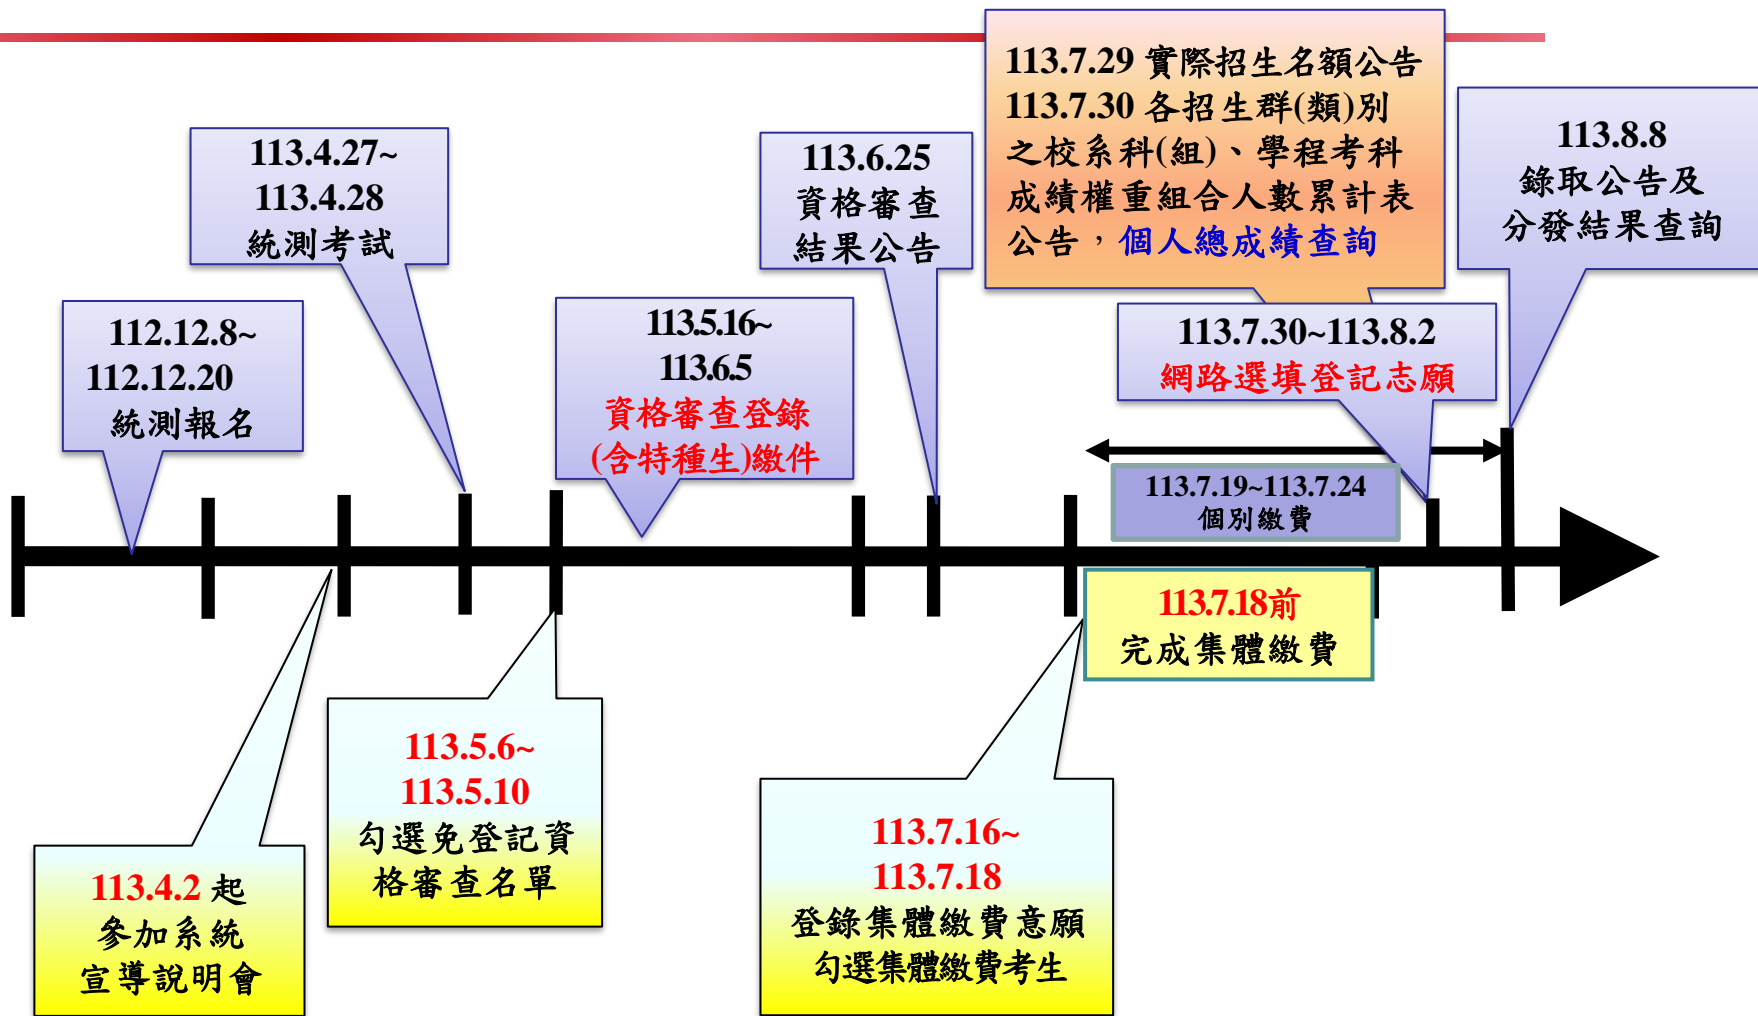 113.7.29 實際招生名額公告
113.7.30 各招生群(類)別
之校系科(組)、學程考科
成績權重組合人數累計表
公告，個人總成績查詢
113.8.8
錄取公告及
分發結果查詢
113.4.27~
113.4.28
統測考試
113.6.25
資格審查
結果公告
112.12.8~
112.12.20
統測報名
113.5.16~
113.6.5
資格審查登錄
(含特種生)繳件
113.7.30~113.8.2
網路選填登記志願
113.7.19~113.7.24
個別繳費
113.7.18前
完成集體繳費
113.5.6~
113.5.10
勾選免登記資
格審查名單
113.7.16~
113.7.18
登錄集體繳費意願
勾選集體繳費考生
113.4.2 起
參加系統
宣導說明會